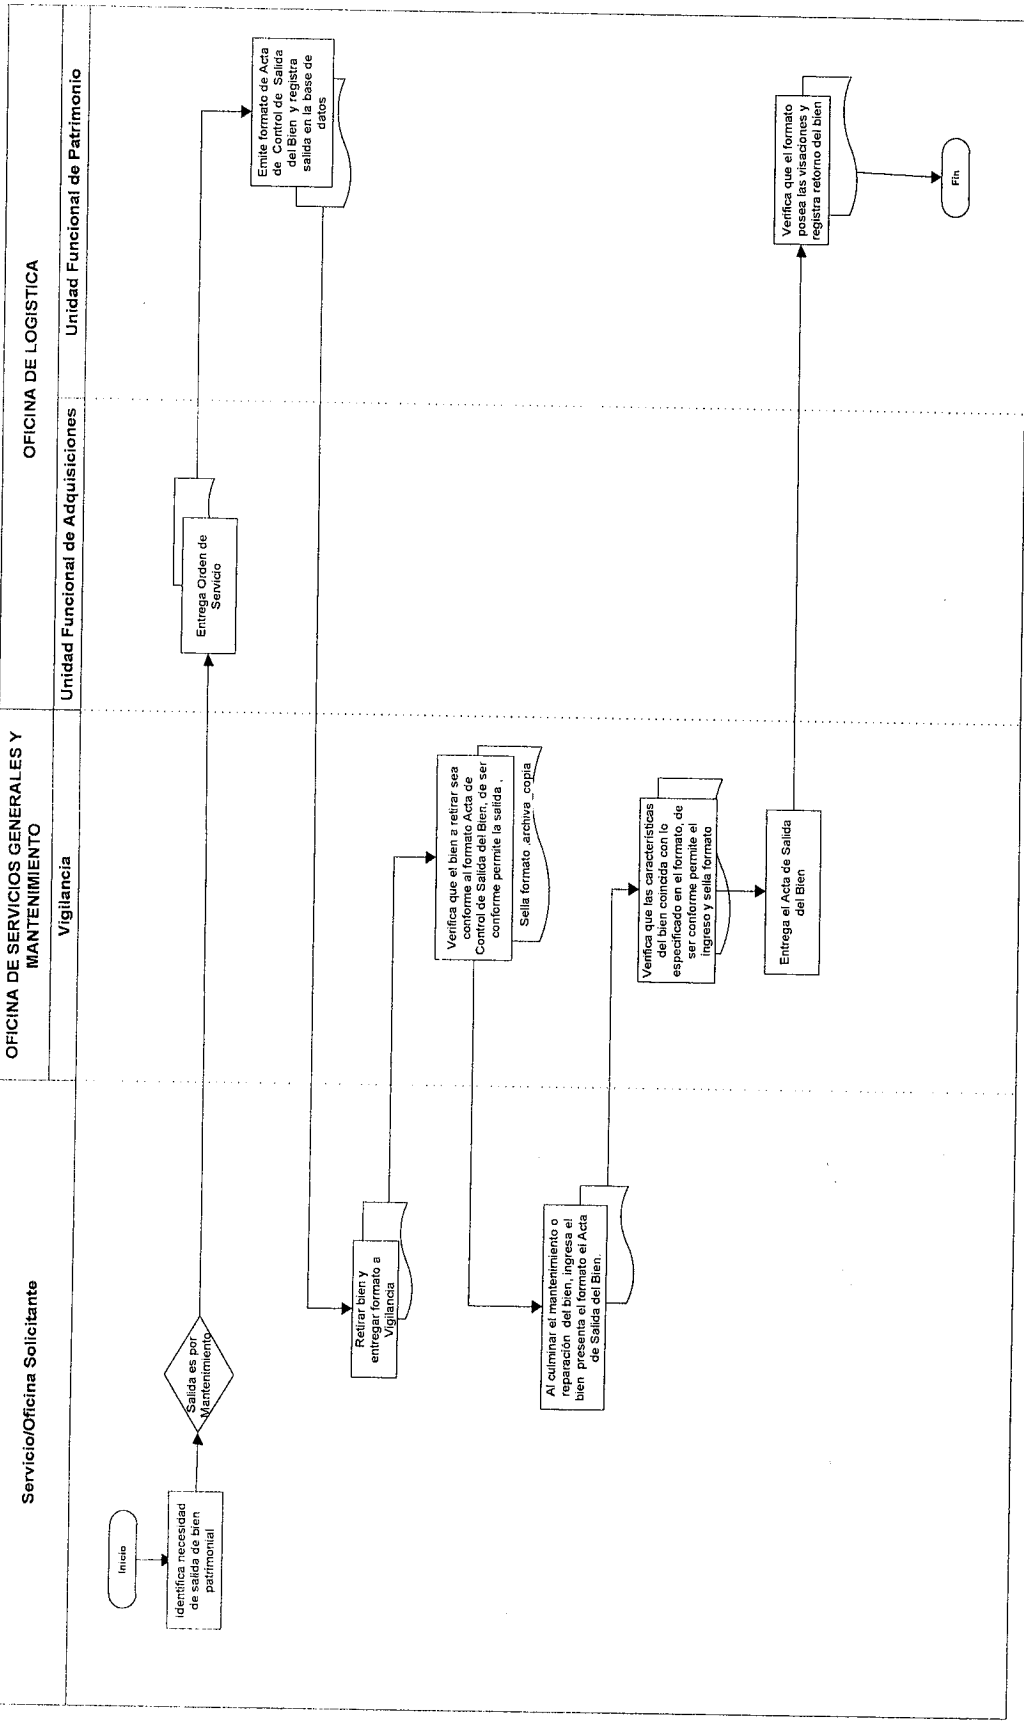 Servicio/Oficina Solicitante
OFICINA DE SERVICIOS GENERALES Y
MANTENIMIENTO
Vigilancia
OFICINA DE LOGISTICA
Unidad Funcional de Adquisiciones
Unidad Funcional de Patrimonio
Inicio
identifica necesidad
de salida de bien
patrimonial
Salida es por
Mantenimiento
Entrega Orden de
Servicio
Emite formato de Acta
de Control de Salida
del Bien y registra
salida en la base de
datos
Retirar bien y
entregar formato a
Vigilancia
Verifica que el bien a retirar sea
conforme al formato Acta de
Control de Salida del Bien, de ser
conforme permite la salida ,
Sella formato ,archiva copia
Al culminar el mantenimiento o
reparación del bien, ingresa el
bien presenta el formato el Acta
de Salida del Bien.
Verifica que las características
del bien coincida con lo
especificado en el formato, de
ser conforme permite el
ingreso y sella formato
Entrega el Acta de Salida
del Bien
Verifica que el formato
posea las visaciones y
registra retorno del bien
Fin